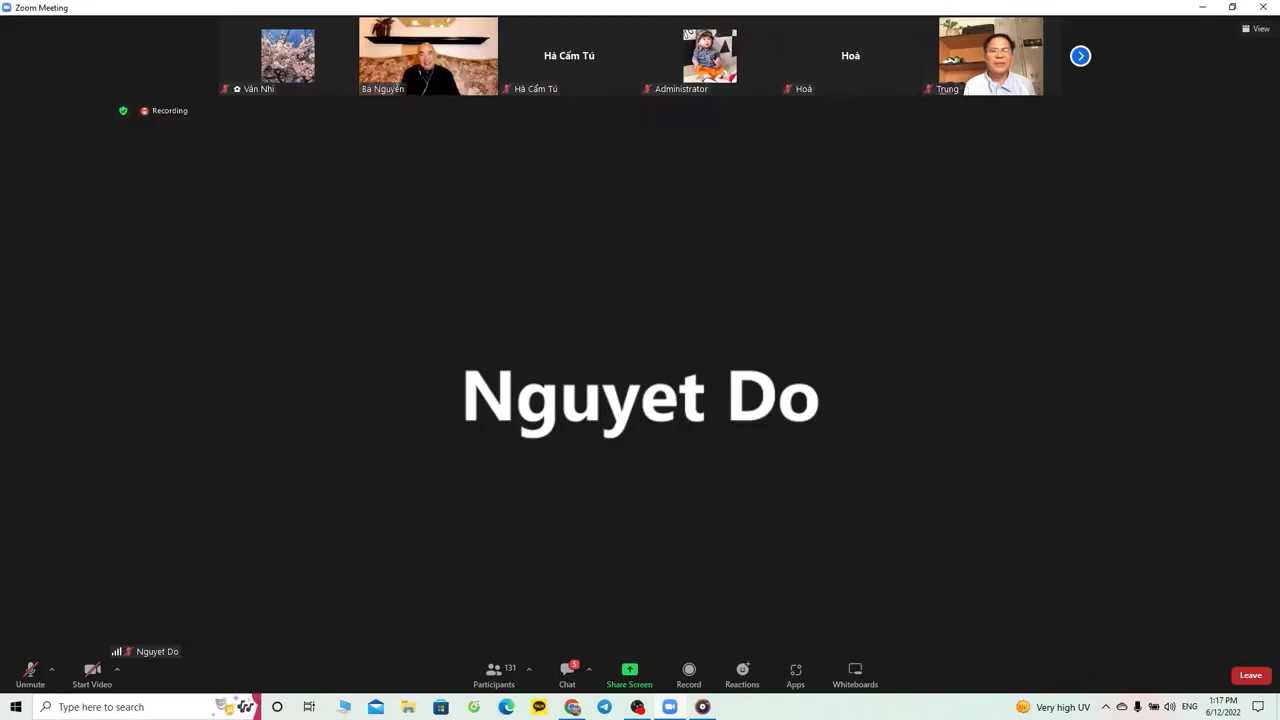 Zoom Meeting
View
Hà Cẩm Tú
Hoà
Vân Nhi
Bá Nguyên
Hà Cẩm Tú
Administrator
Hoà
Trung
Recording
Nguyet Do
Nguyet Do
131
5
Unmute
Start Video
Participants
Chat
Share Screen
Record
Reactions
Apps
Whiteboards
Leave
Type here to search
Very high UV
ENG
1:17 PM
6/12/2022